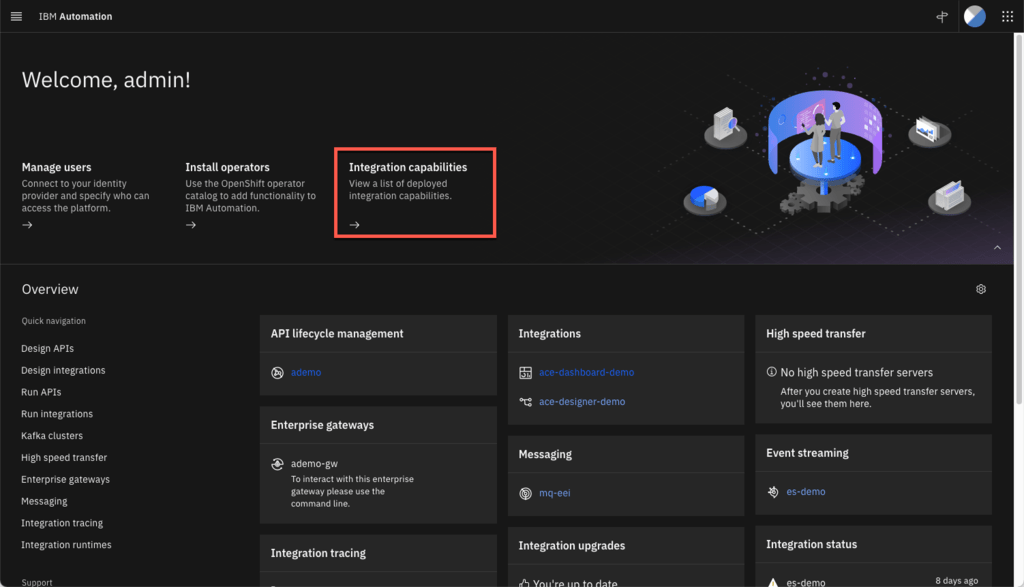 IBM Automation
Welcome, admin!
Manage users
Connect to your identity
provider and specify who can
access the platform.
→
Install operators
Use the OpenShift operator
catalog to add functionality to
IBM Automation.
→
Integration capabilities
View a list of deployed
integration capabilities.
→
Overview
Quick navigation
Design APIs
Design integrations
Run APIs
Run integrations
Kafka clusters
High speed transfer
Enterprise gateways
Messaging
Integration tracing
Integration runtimes
Support
API lifecycle management
ademo
Enterprise gateways
ademo-gw
To interact with this enterprise
gateway please use the
command line.
Integration tracing
Integrations
ace-dashboard-demo
ace-designer-demo
Messaging
mq-eei
Integration upgrades
You're up to date
High speed transfer
No high speed transfer servers
After you create high speed transfer servers,
you'll see them here.
Event streaming
es-demo
Integration status
es-demo
8 days ago